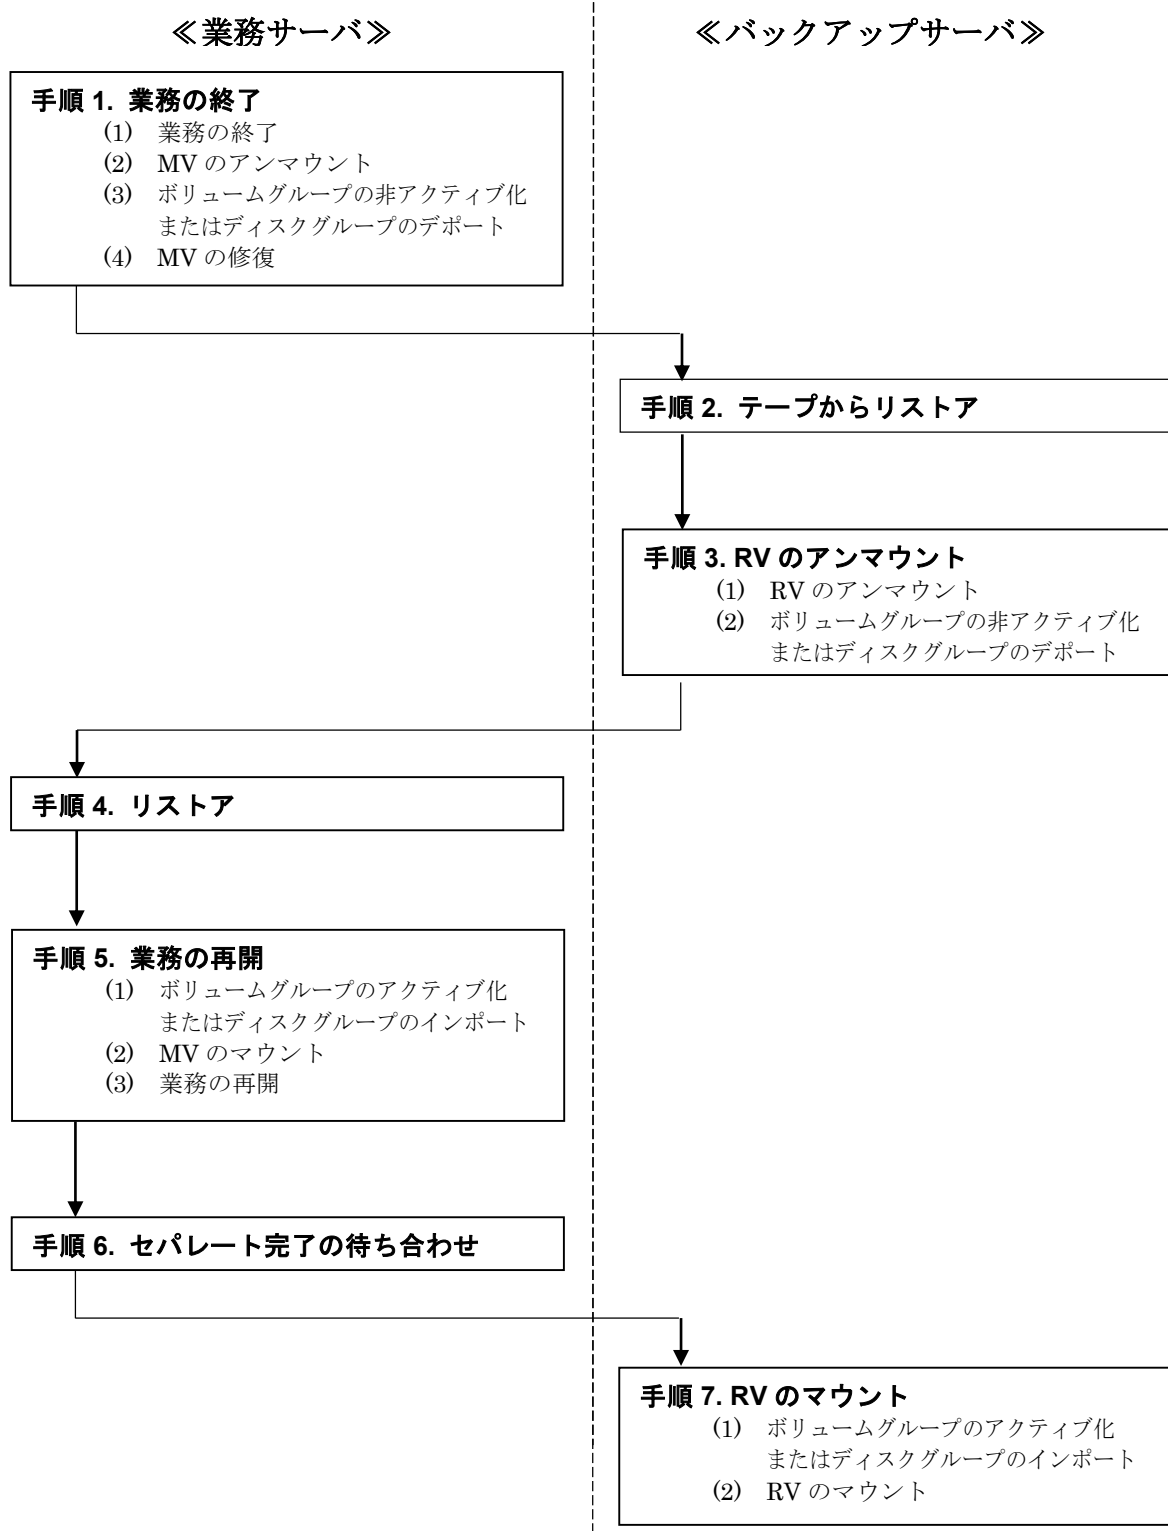 ≪業務サーバ≫
≪バックアップサーバ≫
手順 1. 業務の終了
(1) 業務の終了
(2) MV のアンマウント
(3) ボリュームグループの非アクティブ化
またはディスクグループのデポート
(4) MV の修復
手順 2. テープからリストア
手順 3. RV のアンマウント
(1) RV のアンマウント
(2) ボリュームグループの非アクティブ化
またはディスクグループのデポート
手順 4. リストア
手順 5. 業務の再開
(1) ボリュームグループのアクティブ化
またはディスクグループのインポート
(2) MV のマウント
(3) 業務の再開
手順 6. セパレート完了の待ち合わせ
手順 7. RV のマウント
(1) ボリュームグループのアクティブ化
またはディスクグループのインポート
(2) RV のマウント